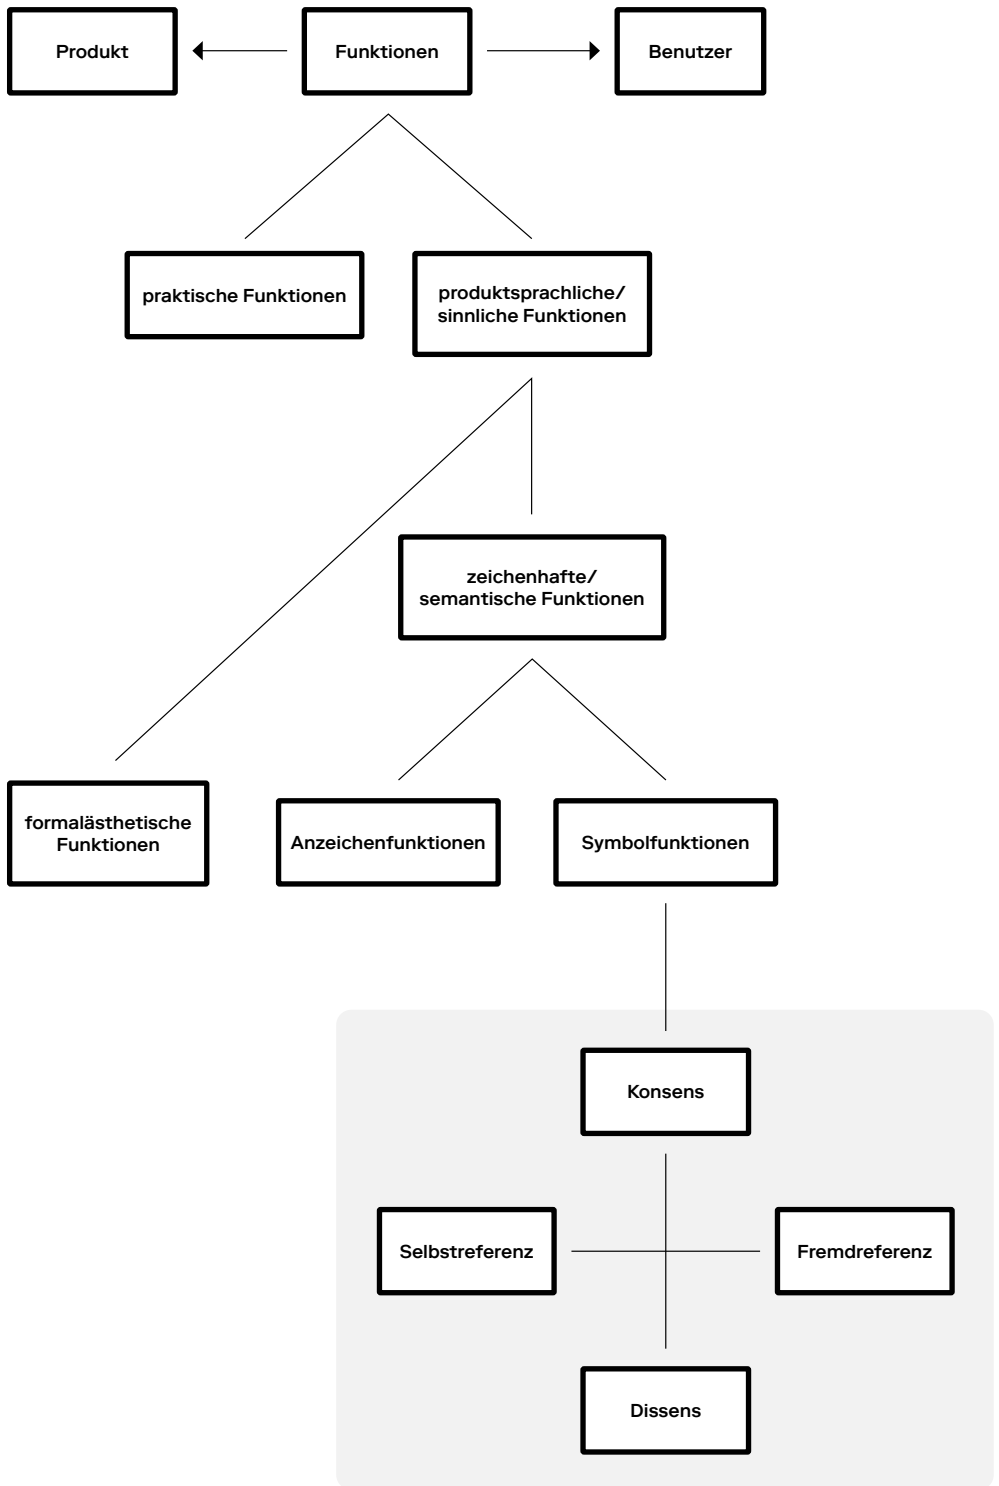 Produkt
Funktionen
Benutzer
praktische Funktionen
produktsprachliche/
sinnliche Funktionen
zeichenhafte/
semantische Funktionen
formalästhetische
Funktionen
Anzeichenfunktionen
Symbolfunktionen
Konsens
Selbstreferenz
Fremdreferenz
Dissens